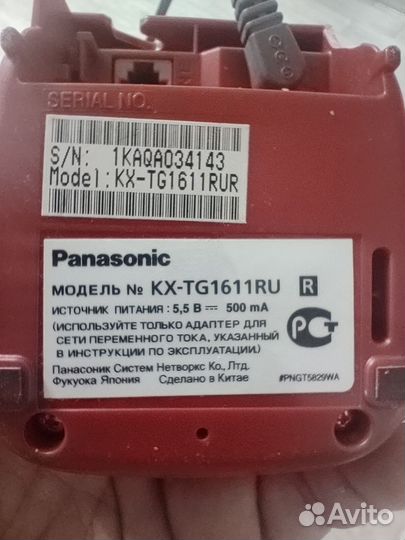 SERIAL NO.
S/N: 1KAQA034143
Model: KX-TG1611RUR
Panasonic
МОДЕЛЬ № KX-TG1611RU R
ИСТОЧНИК ПИТАНИЯ : 5,5 В ⎓ 500 mA
(ИСПОЛЬЗУЙТЕ ТОЛЬКО АДАПТЕР ДЛЯ
СЕТИ ПЕРЕМЕННОГО ТОКА, УКАЗАННЫЙ
В ИНСТРУКЦИИ ПО ЭКСПЛУАТАЦИИ.)
Панасоник Систем Нетворкс Ко., Лтд.
Фукуока Япония Сделано в Китае
#PNGT5829WA
РСТ
Avito